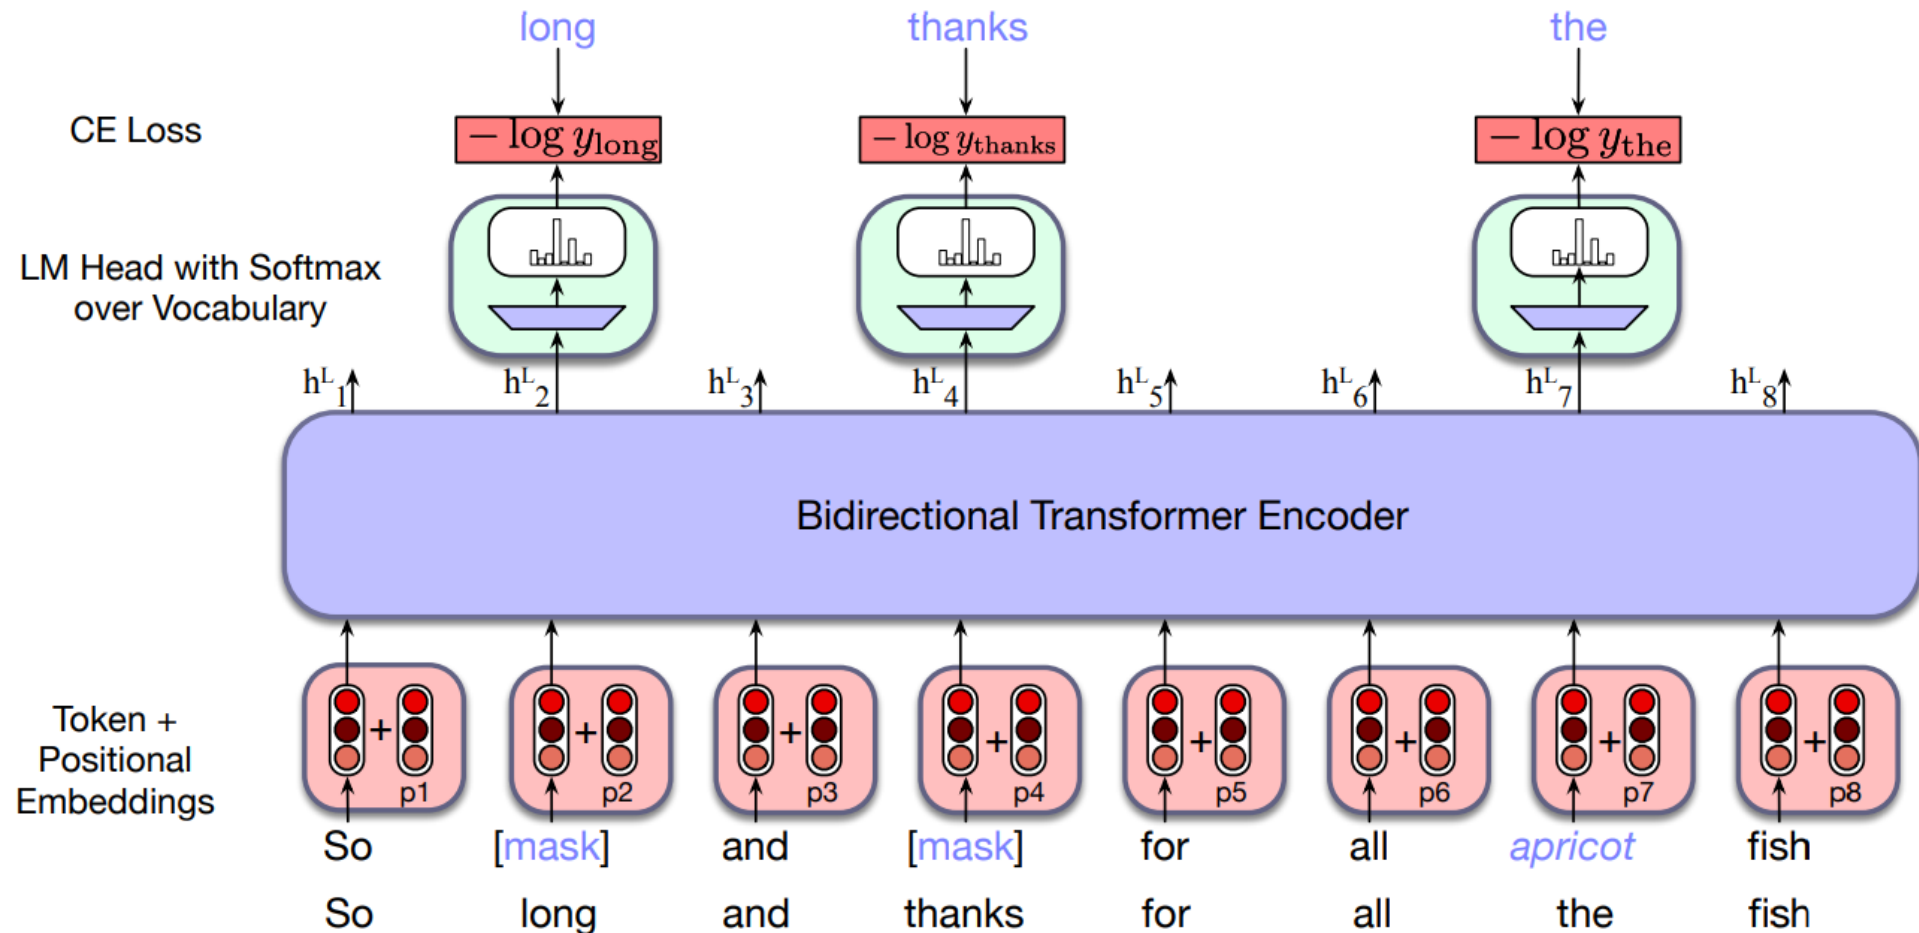 long thanks the
CE Loss
− log y_long − log y_thanks − log y_the
LM Head with Softmax
over Vocabulary
h^L_1 h^L_2 h^L_3 h^L_4 h^L_5 h^L_6 h^L_7 h^L_8
Bidirectional Transformer Encoder
Token +
Positional
Embeddings
+ + + + + + + +
p1 p2 p3 p4 p5 p6 p7 p8
So [mask] and [mask] for all apricot fish
So long and thanks for all the fish